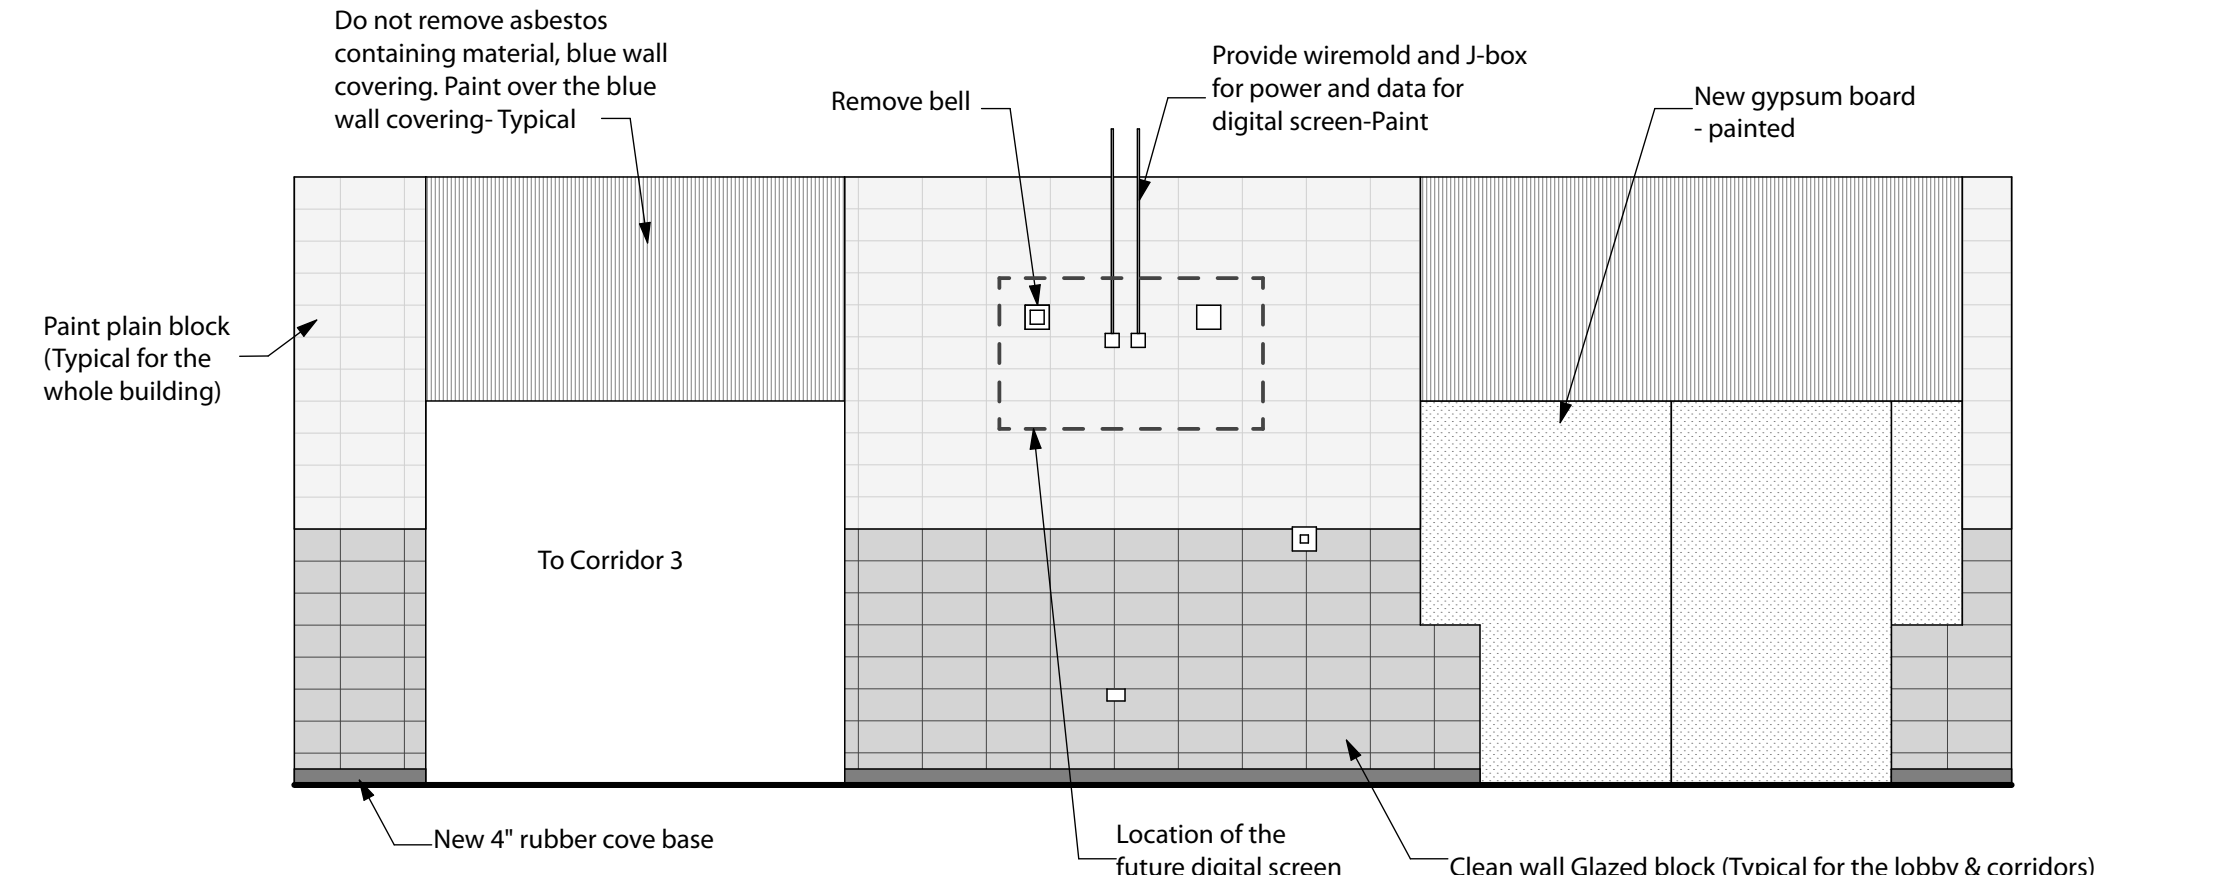 Do not remove asbestos
containing material, blue wall
covering. Paint over the blue
wall covering- Typical
Remove bell
Provide wiremold and J-box
for power and data for
digital screen-Paint
New gypsum board
- painted
Paint plain block
(Typical for the
whole building)
To Corridor 3
New 4" rubber cove base
Location of the
future digital screen
Clean wall Glazed block (Typical for the lobby & corridors)